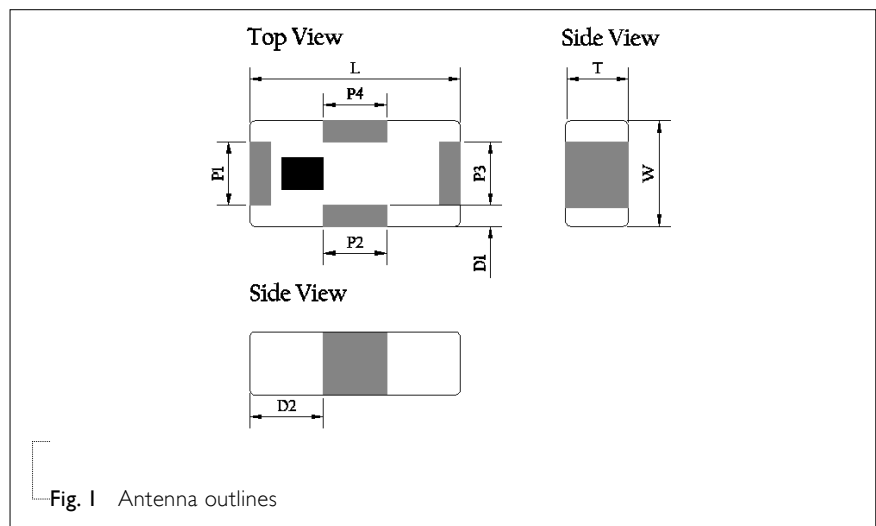 Top View
Side View
L
T
P4
P1
P3
W
P2
D1
Side View
D2
Fig. 1 Antenna outlines